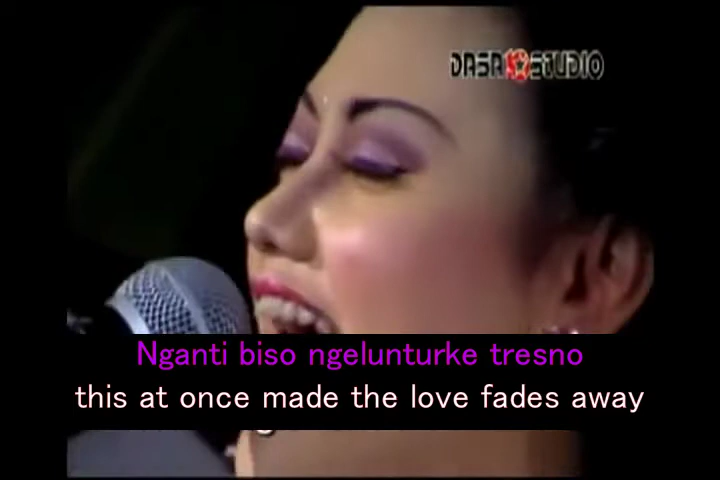 DASA STUDIO
Nganti biso ngelunturke tresno
this at once made the love fades away